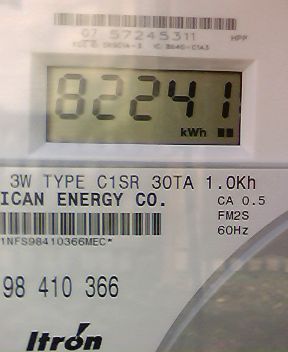 07 57245311 HPP
82241
kWh
3W TYPE C1SR 30TA 1.0Kh
ICAN ENERGY CO.
CA 0.5
FM2S
60Hz
1NFS98410366MEC*
98 410 366
Itron